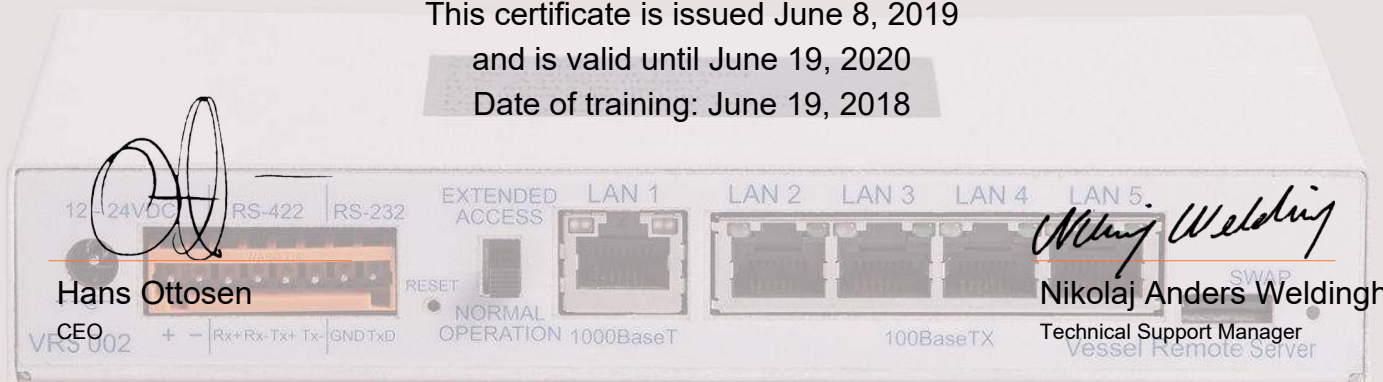 This certificate is issued June 8, 2019
and is valid until June 19, 2020
Date of training: June 19, 2018
EXTENDED
ACCESS
LAN 1
LAN 2
LAN 3
LAN 4
LAN 5
12 - 24VDC
RS-422
RS-232
RESET
SWAP
Hans Ottosen
Nikolaj Anders Weldingh
CEO
Technical Support Manager
NORMAL
OPERATION
1000BaseT
100BaseTX
VRS 002
+ -
Rx+ Rx- Tx+ Tx-
GND TxD
Vessel Remote Server